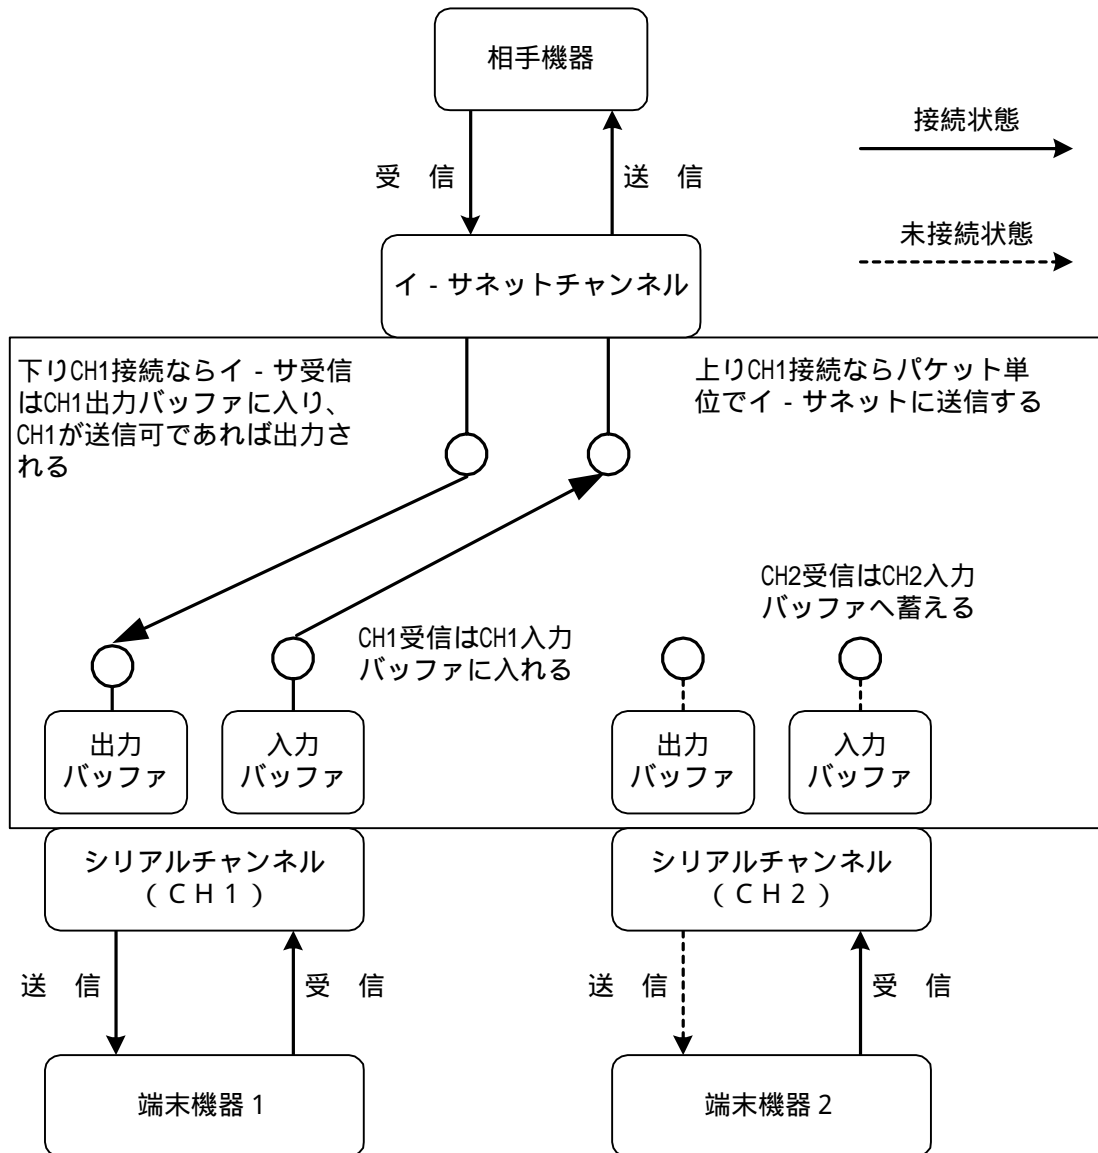 相手機器
接続状態
受　信
送　信
未接続状態
イ - サネットチャンネル
下りCH1接続ならイ - サ受信
はCH1出力バッファに入り、
CH1が送信可であれば出力さ
れる
上りCH1接続ならパケット単
位でイ - サネットに送信する
CH2受信はCH2入力
バッファへ蓄える
CH1受信はCH1入力
バッファに入れる
出力
バッファ
入力
バッファ
出力
バッファ
入力
バッファ
シリアルチャンネル
（ＣＨ１）
シリアルチャンネル
（ＣＨ２）
送　信
受　信
送　信
受　信
端末機器１
端末機器２